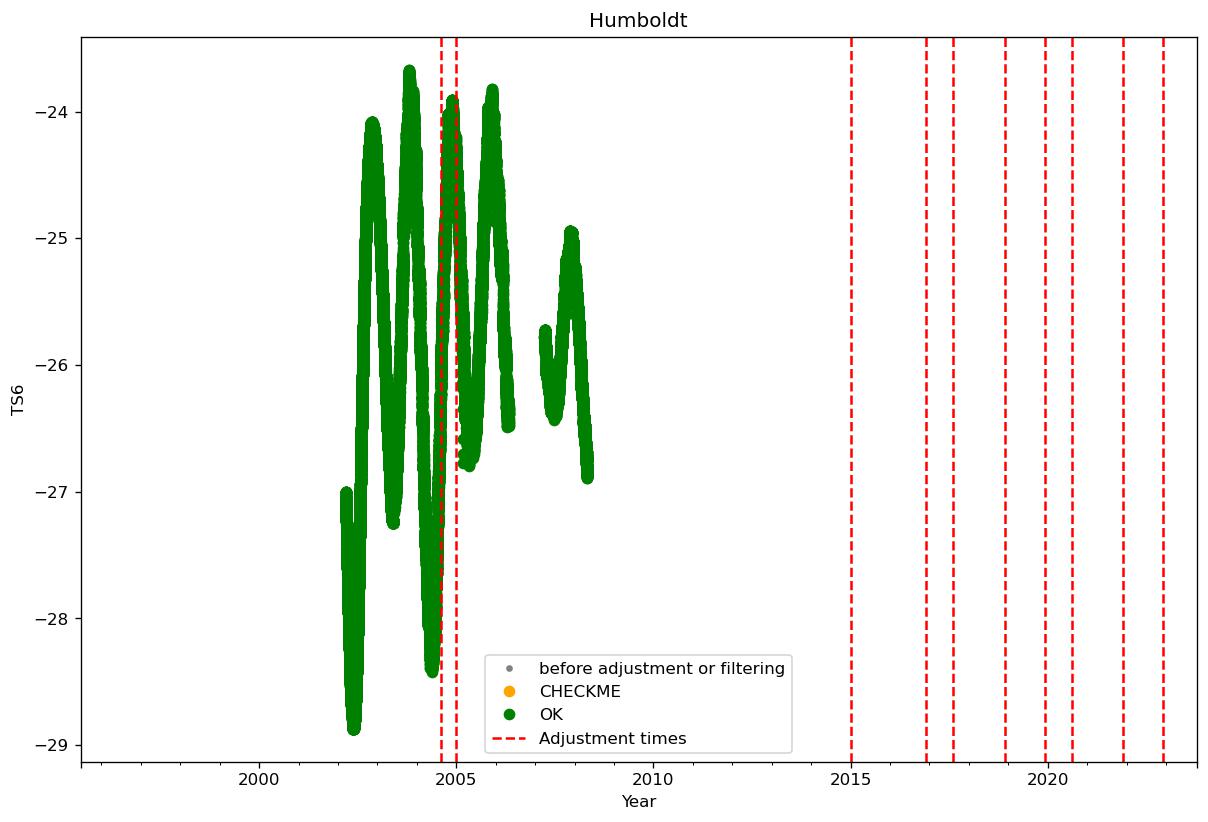 Humboldt
TS6
−24
−25
−26
−27
−28
−29
before adjustment or filtering
CHECKME
OK
Adjustment times
2000
2005
2010
2015
2020
Year